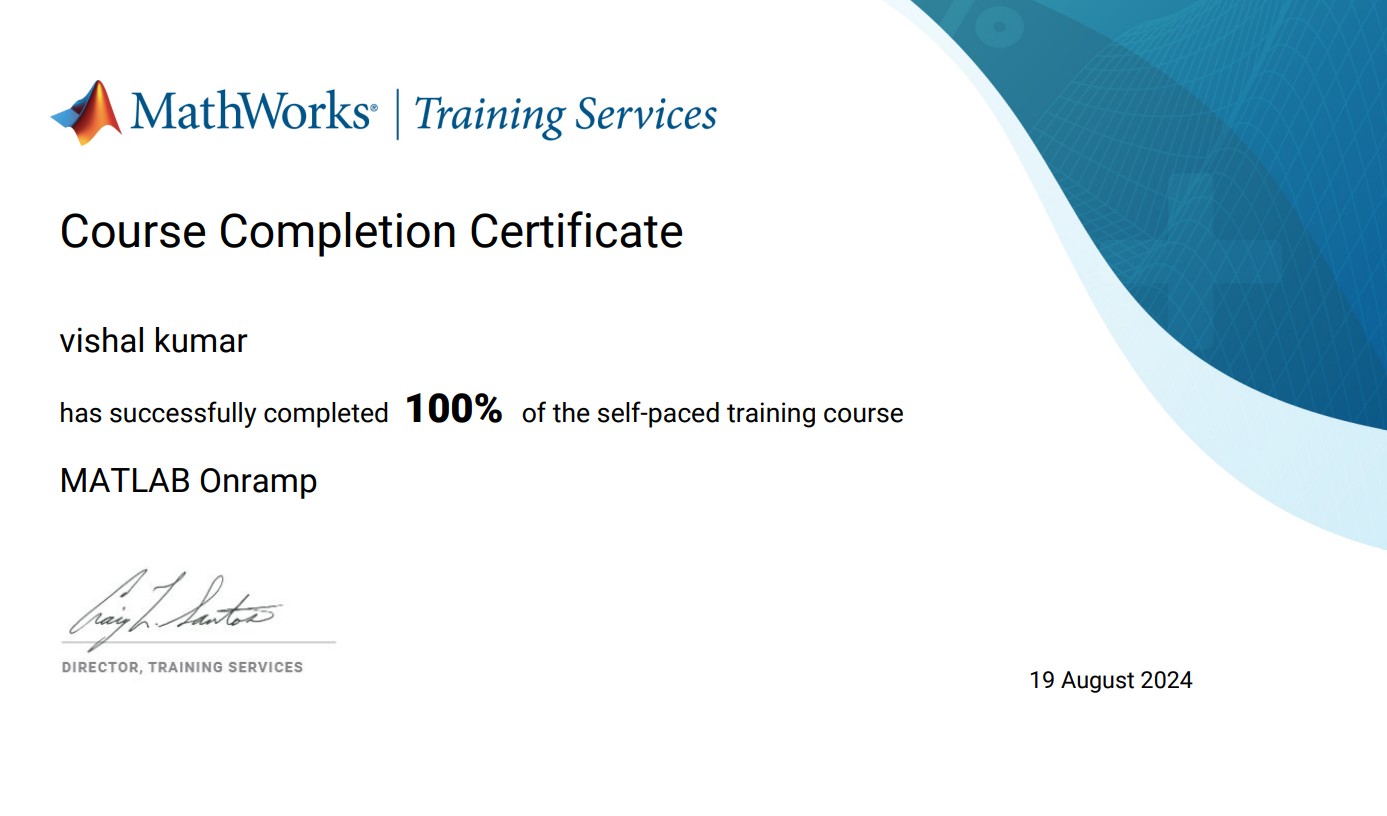 MathWorks® | Training Services
Course Completion Certificate
vishal kumar
has successfully completed 100% of the self-paced training course
MATLAB Onramp
Craig L. Santos
DIRECTOR, TRAINING SERVICES
19 August 2024